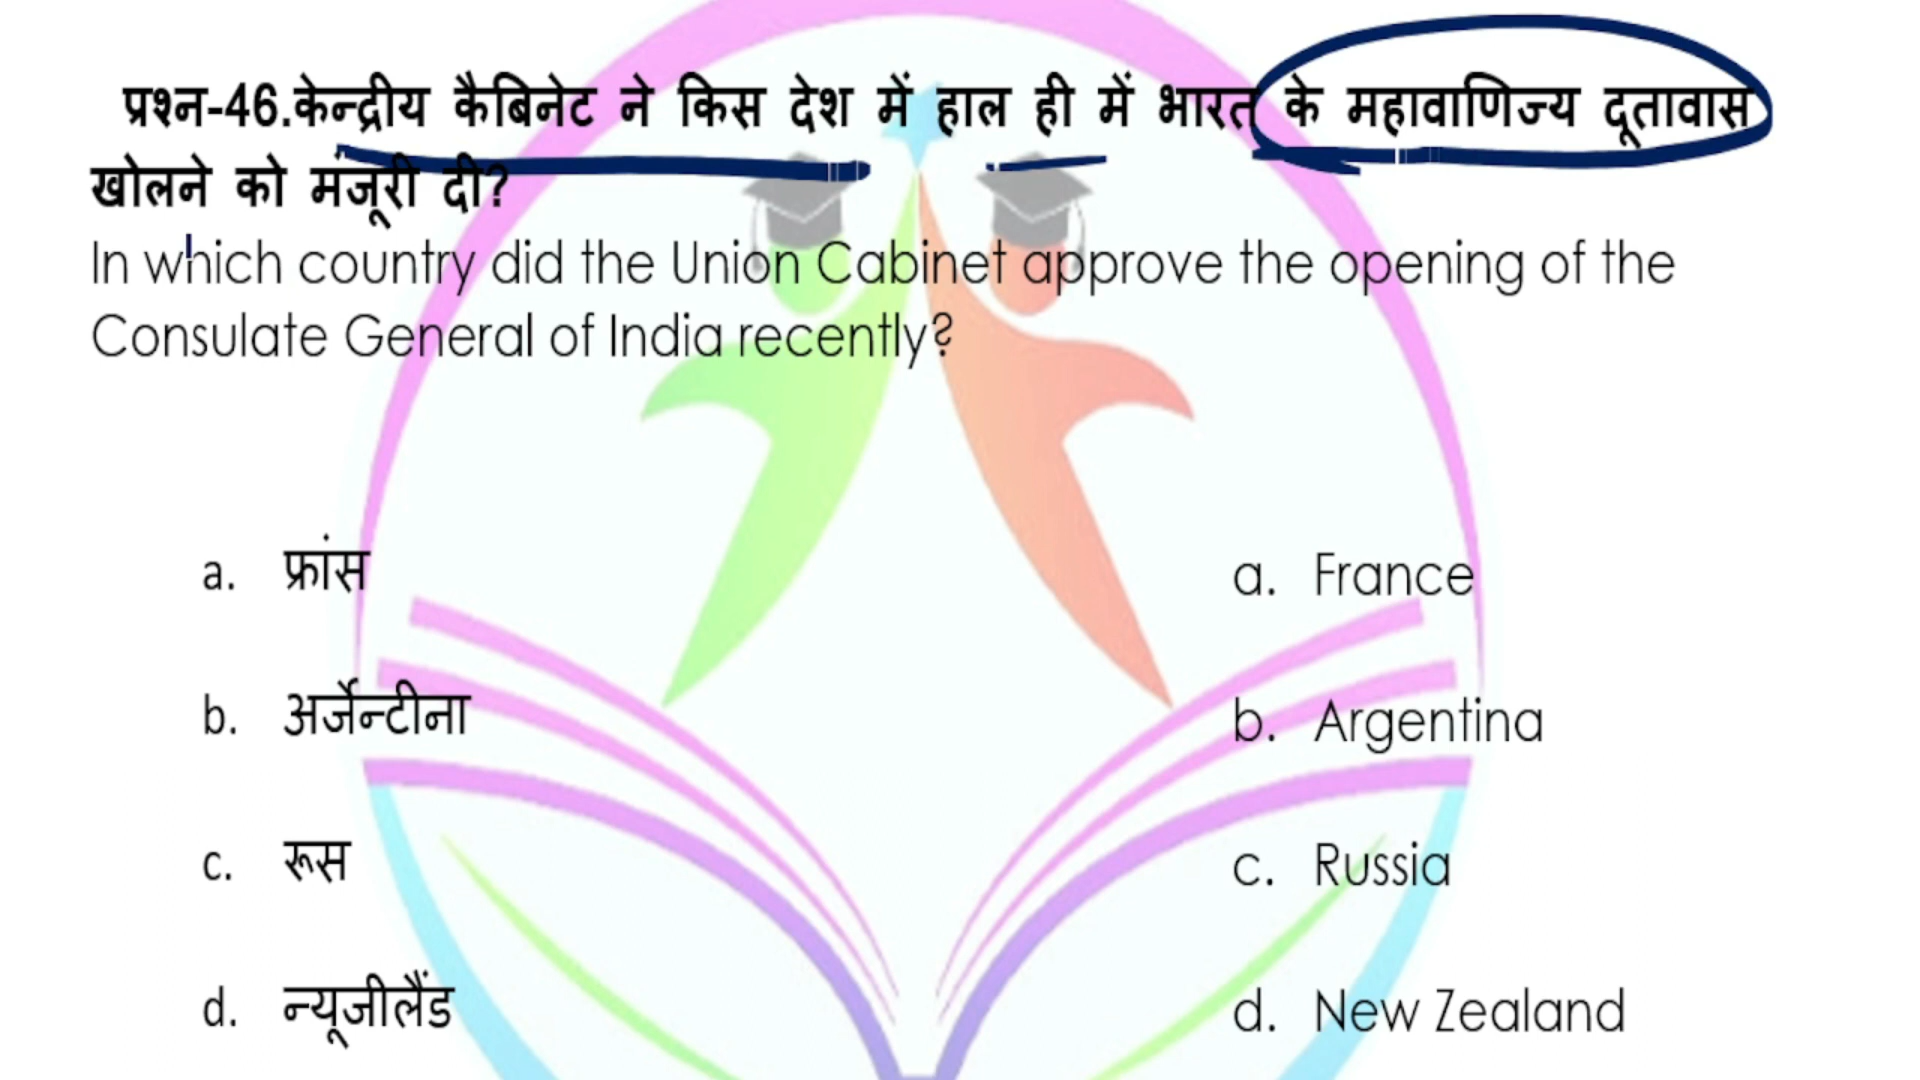 प्रश्न-46.केन्द्रीय कैबिनेट ने किस देश में हाल ही में भारत के महावाणिज्य दूतावास
खोलने को मंजूरी दी?
In which country did the Union Cabinet approve the opening of the
Consulate General of India recently?
a. फ्रांस
b. अर्जेन्टीना
c. रूस
d. न्यूजीलैंड
a. France
b. Argentina
c. Russia
d. New Zealand